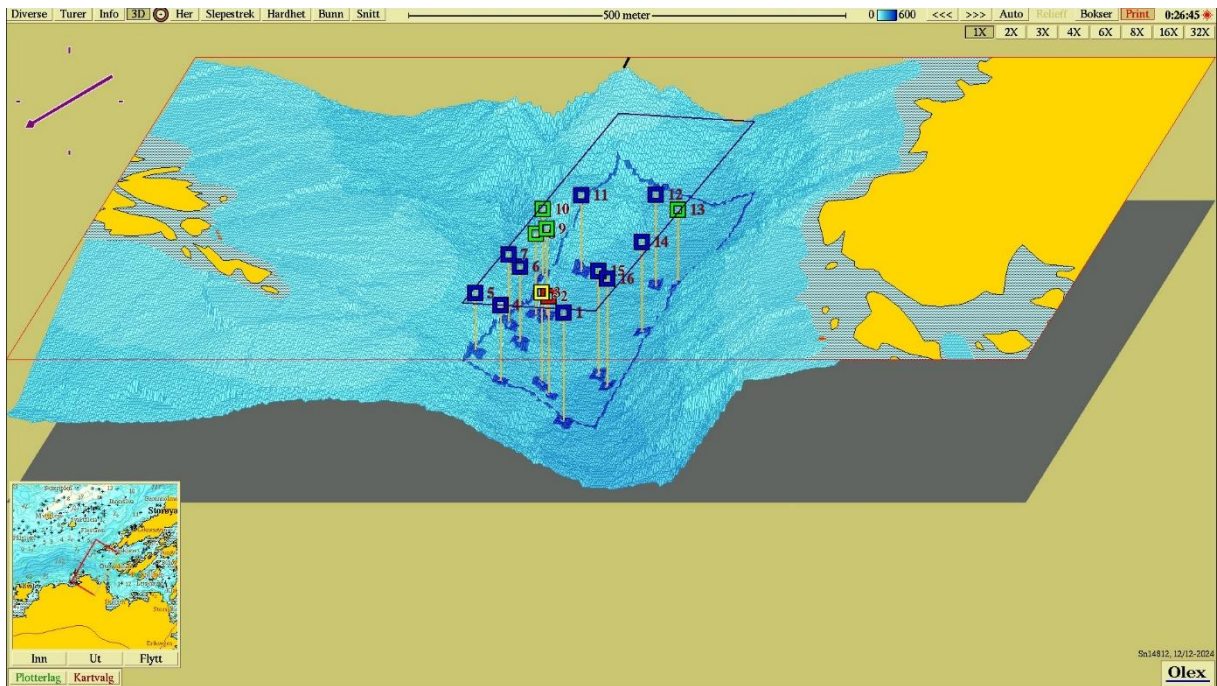 Diverse Turer Info 3D Her Slepestrek Hardhet Bunn Snitt 500 meter 0 600 <<< >>> Auto Relieff Bokser Print 0:26:45
1X 2X 3X 4X 6X 8X 16X 32X
11 12
10 13
9
14
7
6 15
16
5 3 2
4 1
Storøya
Inn Ut Flytt
Plotterlag Kartvalg
Sn14812, 12/12-2024
Olex